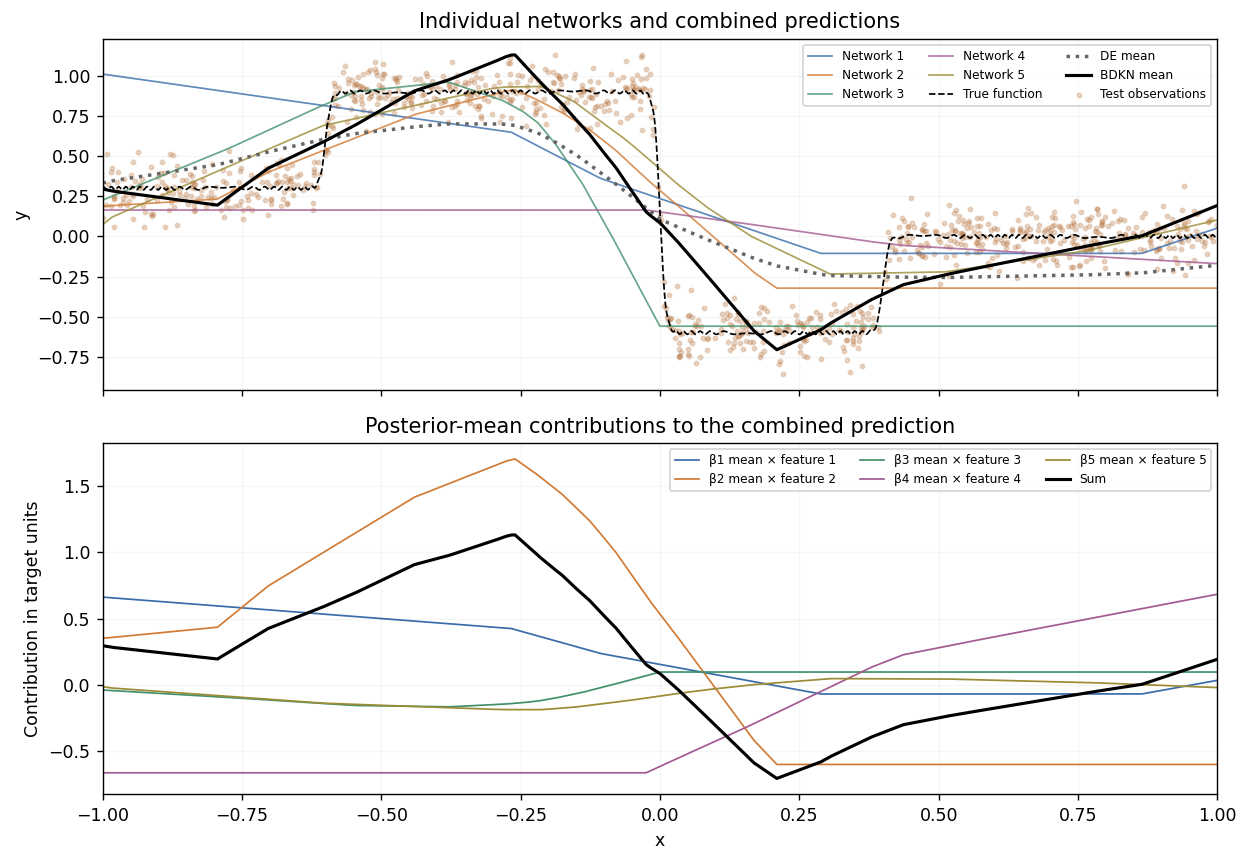 Individual networks and combined predictions
Network 1
Network 2
Network 3
Network 4
Network 5
True function
DE mean
BDKN mean
Test observations
y
1.00
0.75
0.50
0.25
0.00
−0.25
−0.50
−0.75
Posterior-mean contributions to the combined prediction
β1 mean × feature 1
β2 mean × feature 2
β3 mean × feature 3
β4 mean × feature 4
β5 mean × feature 5
Sum
Contribution in target units
1.5
1.0
0.5
0.0
−0.5
−1.00
−0.75
−0.50
−0.25
0.00
0.25
0.50
0.75
1.00
x